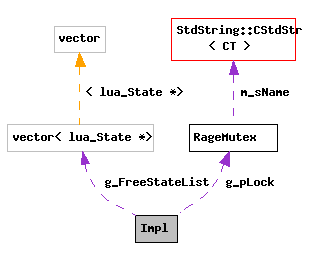 StdString::CStdStr
< CT >
vector
< lua_State *>
m_sName
vector< lua_State *>
RageMutex
g_FreeStateList
g_pLock
Impl